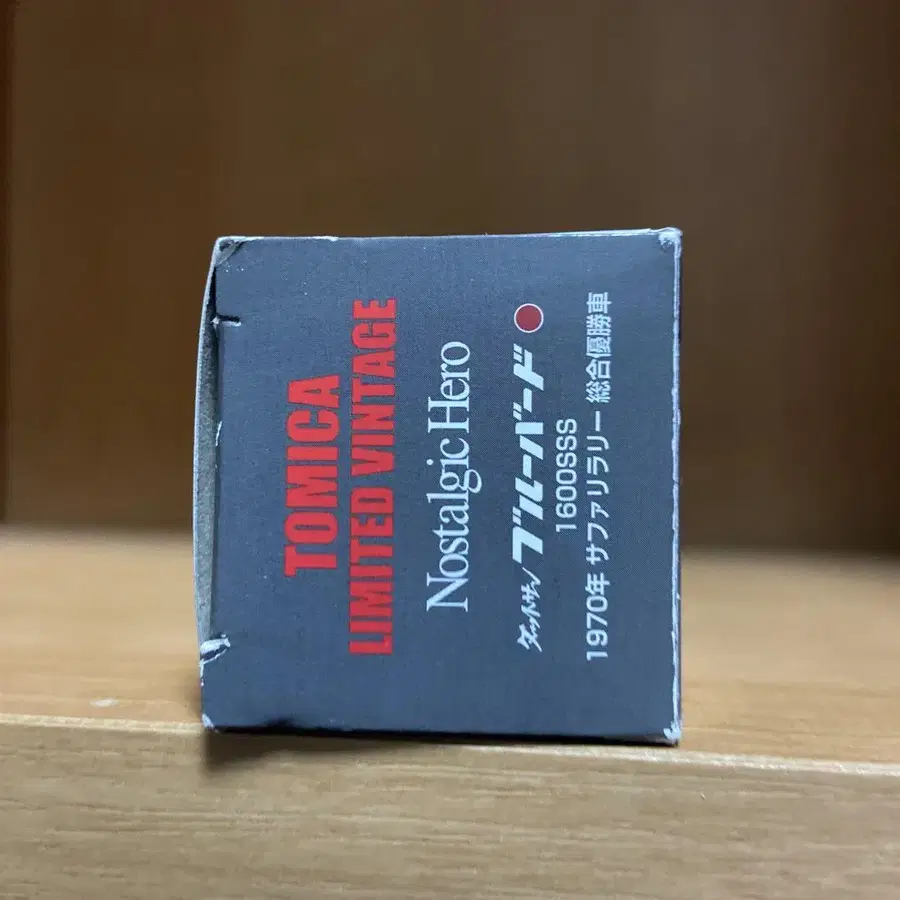 TOMICA
LIMITED VINTAGE
Nostalgic Hero
ダットサン ブルーバード
1600SSS
1970年 サファリラリー 総合優勝車